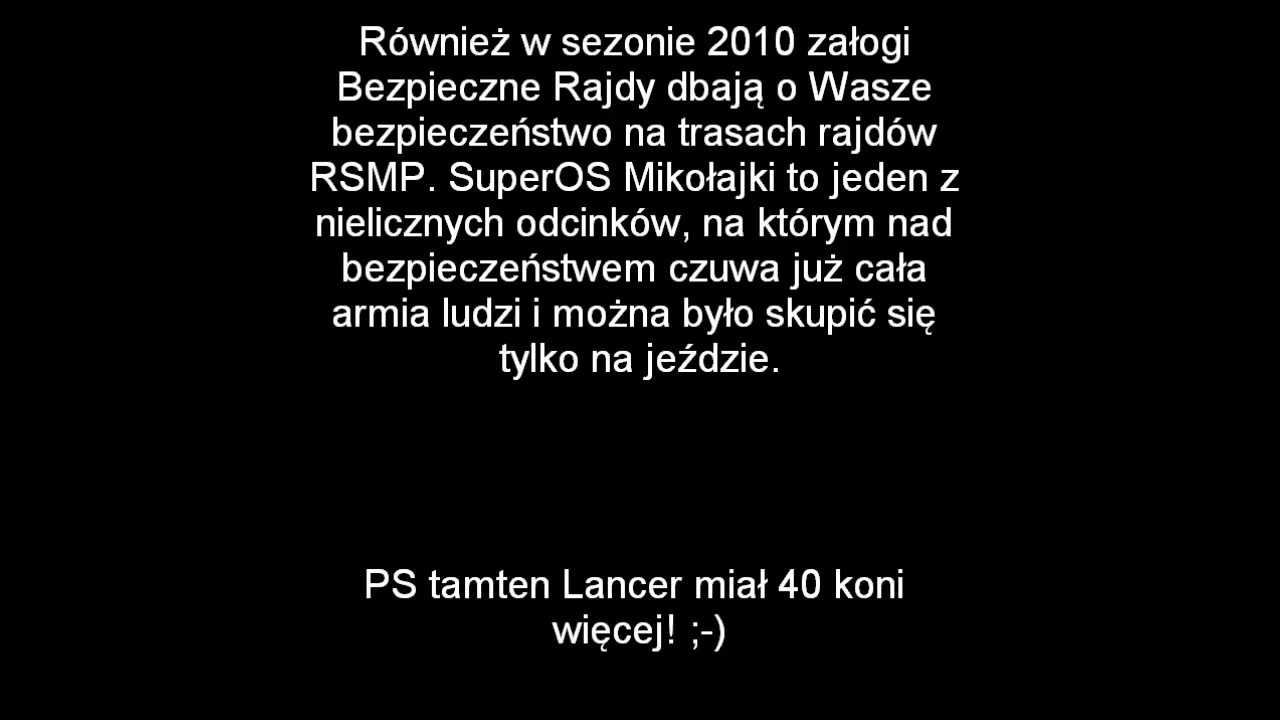 Również w sezonie 2010 załogi
Bezpieczne Rajdy dbają o Wasze
bezpieczeństwo na trasach rajdów
RSMP. SuperOS Mikołajki to jeden z
nielicznych odcinków, na którym nad
bezpieczeństwem czuwa już cała
armia ludzi i można było skupić się
tylko na jeździe.
PS tamten Lancer miał 40 koni
więcej! ;-)